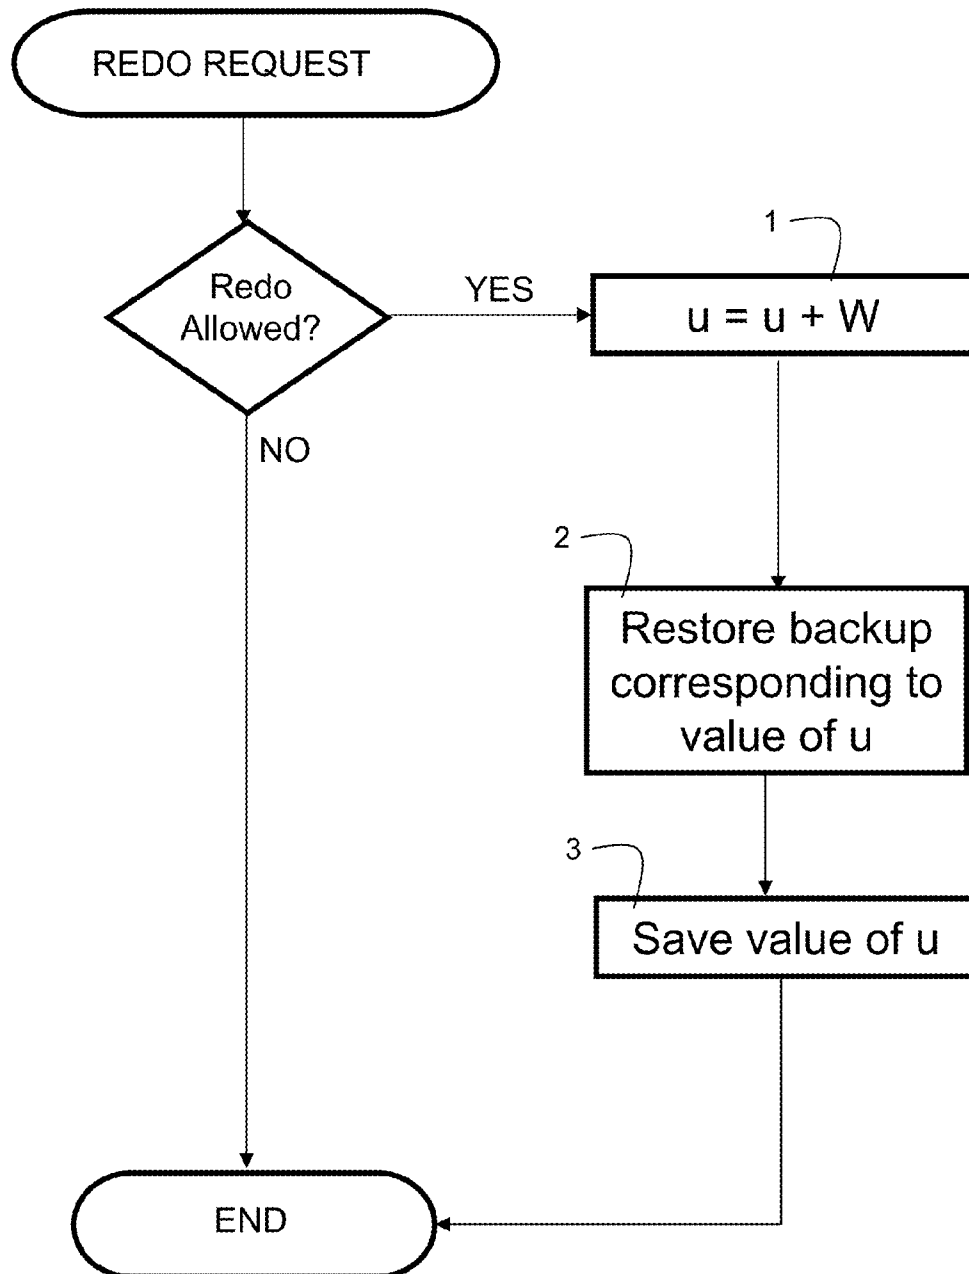 REDO REQUEST
1
Redo
Allowed?
YES
u = u + W
NO
2
Restore backup
corresponding to
value of u
3
Save value of u
END